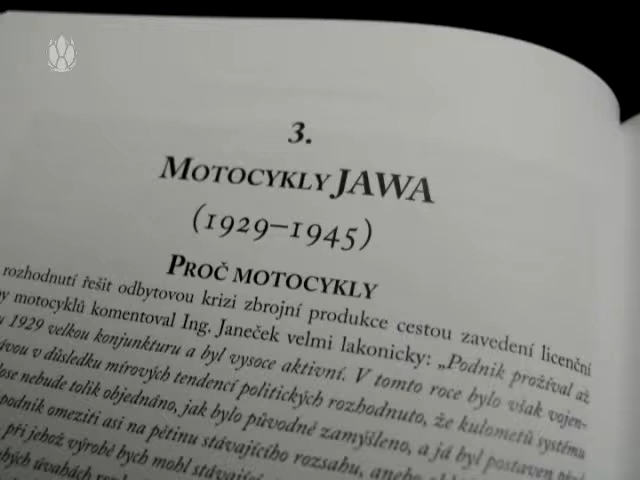 3.
MOTOCYKLY JAWA
(1929–1945)
PROČ MOTOCYKLY
rozhodnutí řešit odbytovou krizi zbrojní produkce cestou zavedení licenční
motocyklů komentoval Ing. Janeček velmi lakonicky: „Podnik prožíval až
1929 velkou konjunkturu a byl vysoce aktivní. V tomto roce bylo však vojen-
v důsledku mírových tendencí politických rozhodnuto, že kulometů systému
nebude tolik objednáno, jak bylo původně zamýšleno, a já byl postaven
podnik omeziti asi na pětinu stávajícího rozsahu, anebo
při jehož výrobě bych mohl
úvahách